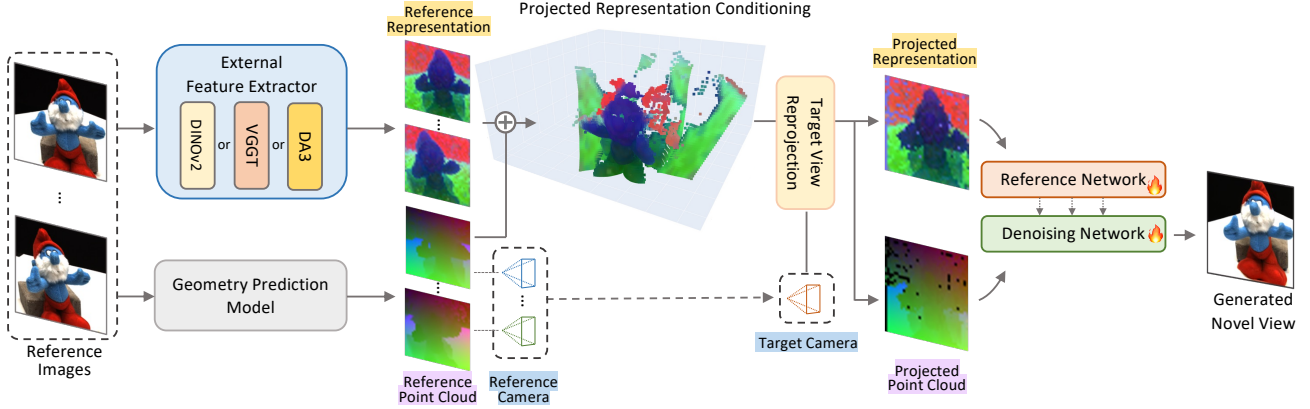 Projected Representation Conditioning
Reference
Representation
External
Feature Extractor
DINOv2
or
VGGT
or
DA3
Target View
Reprojection
Projected
Representation
Reference Network
Denoising Network
Geometry Prediction
Model
Generated
Novel View
Reference
Images
Reference
Point Cloud
Reference
Camera
Target Camera
Projected
Point Cloud